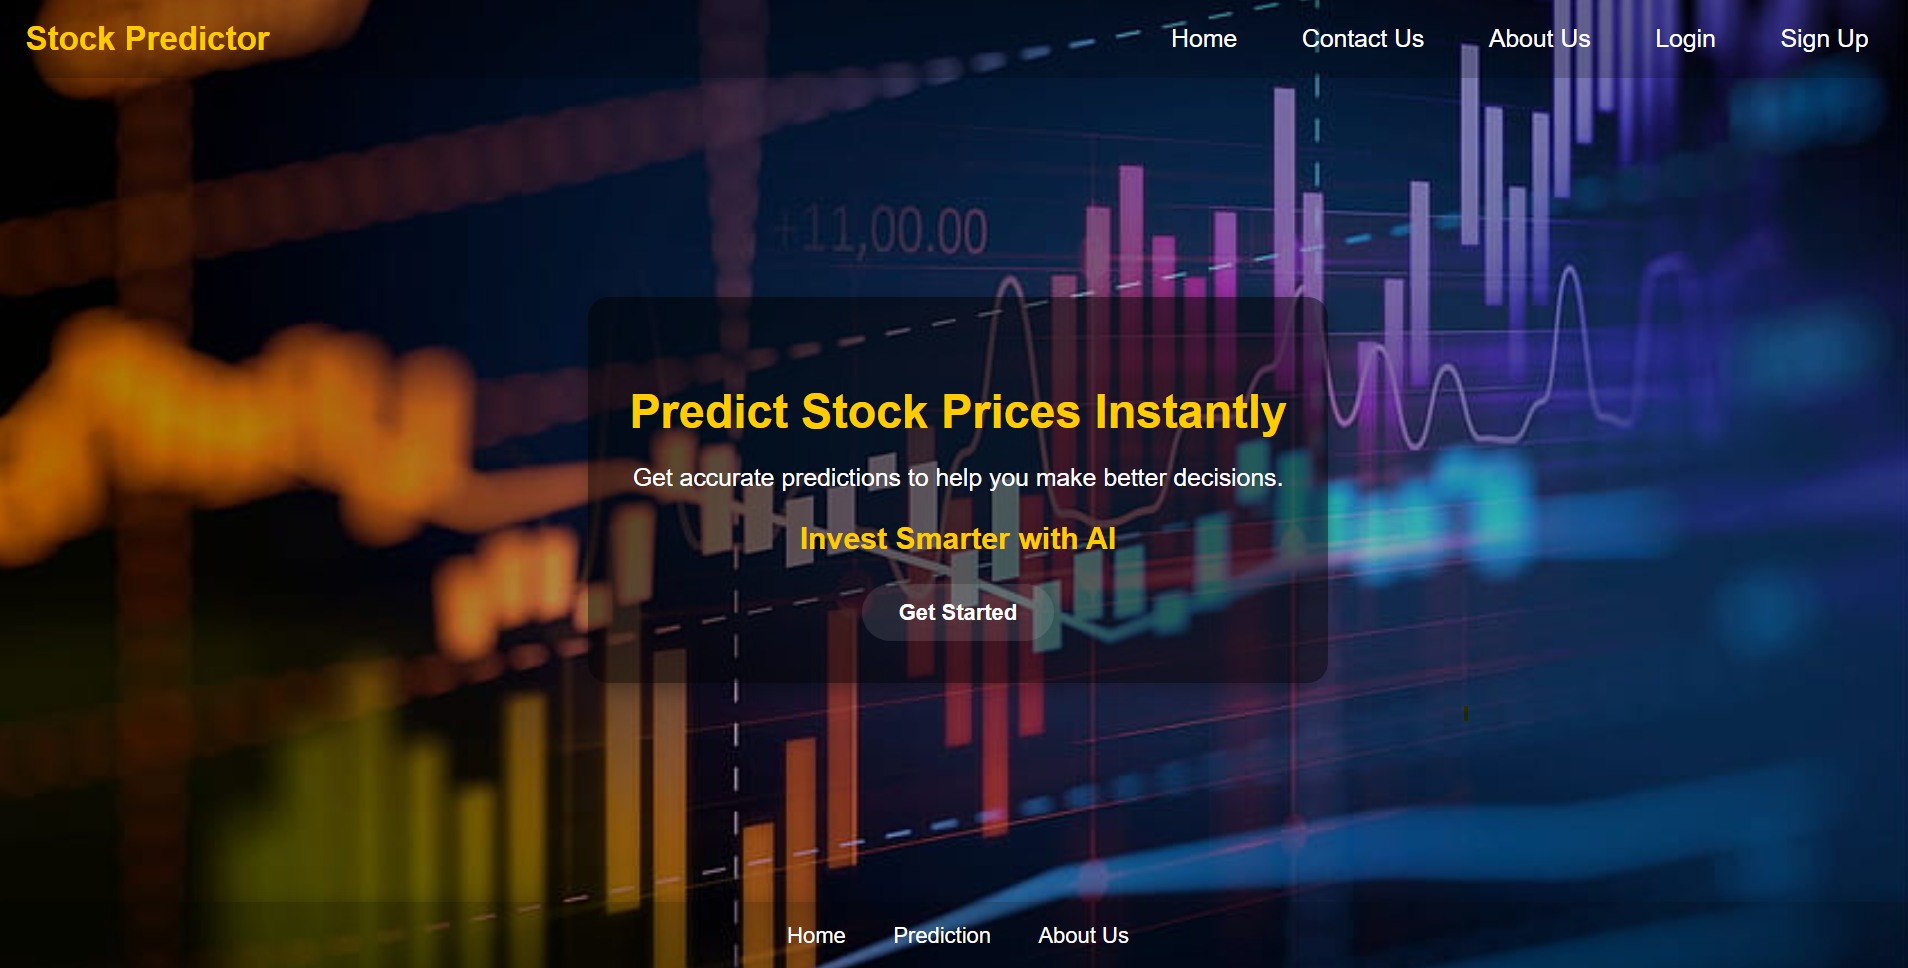 Stock Predictor
Home Contact Us About Us Login Sign Up
+11,00.00
Predict Stock Prices Instantly
Get accurate predictions to help you make better decisions.
Invest Smarter with AI
Get Started
Home Prediction About Us